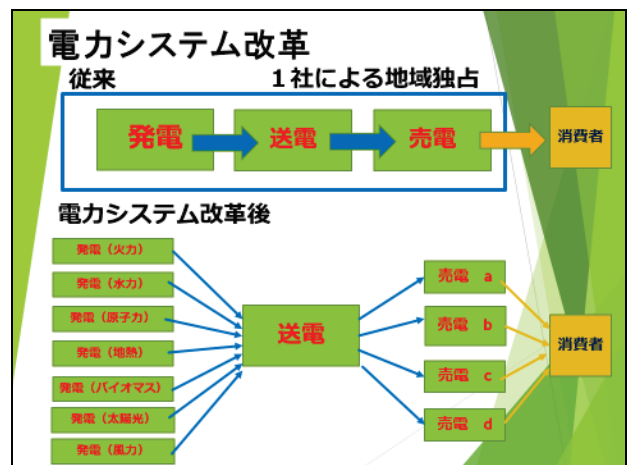 電力システム改革
従来 1社による地域独占
発電 送電 売電 消費者
電力システム改革後
発電（火力）
発電（水力）
発電（原子力）
発電（地熱）
発電（バイオマス）
発電（太陽光）
発電（風力）
送電
売電 a
売電 b
売電 c
売電 d
消費者